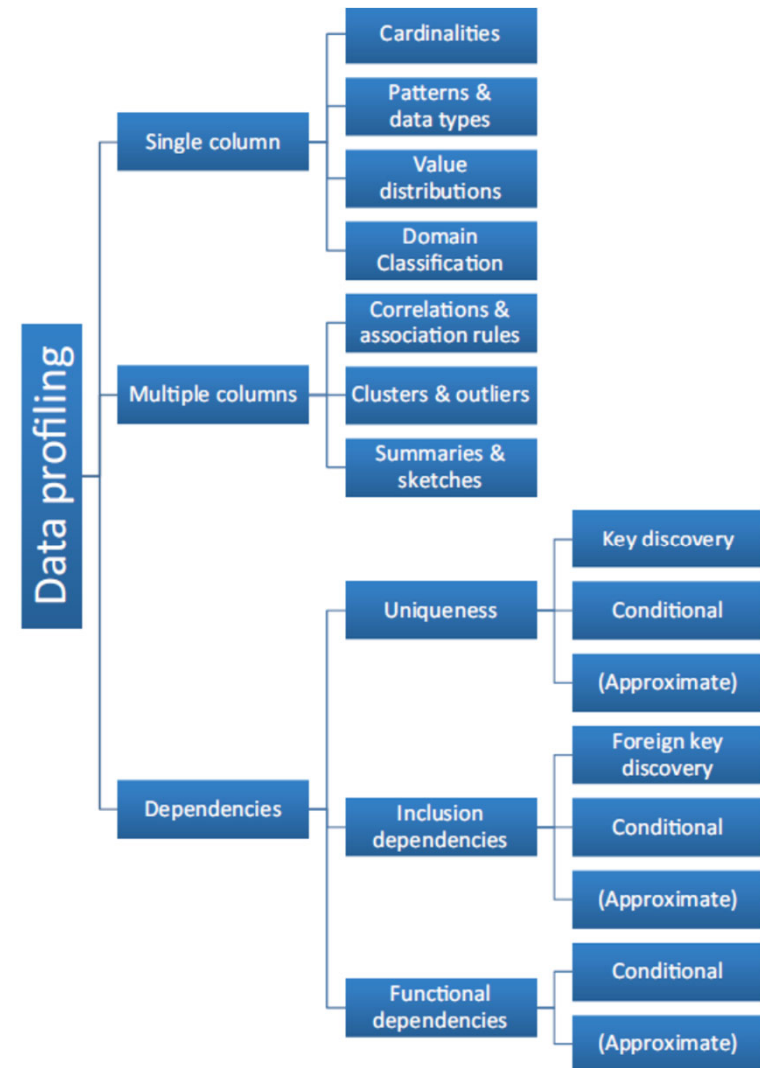 Data profiling
Single column
Cardinalities
Patterns &
data types
Value
distributions
Domain
Classification
Multiple columns
Correlations &
association rules
Clusters & outliers
Summaries &
sketches
Dependencies
Uniqueness
Key discovery
Conditional
(Approximate)
Inclusion
dependencies
Foreign key
discovery
Conditional
(Approximate)
Functional
dependencies
Conditional
(Approximate)